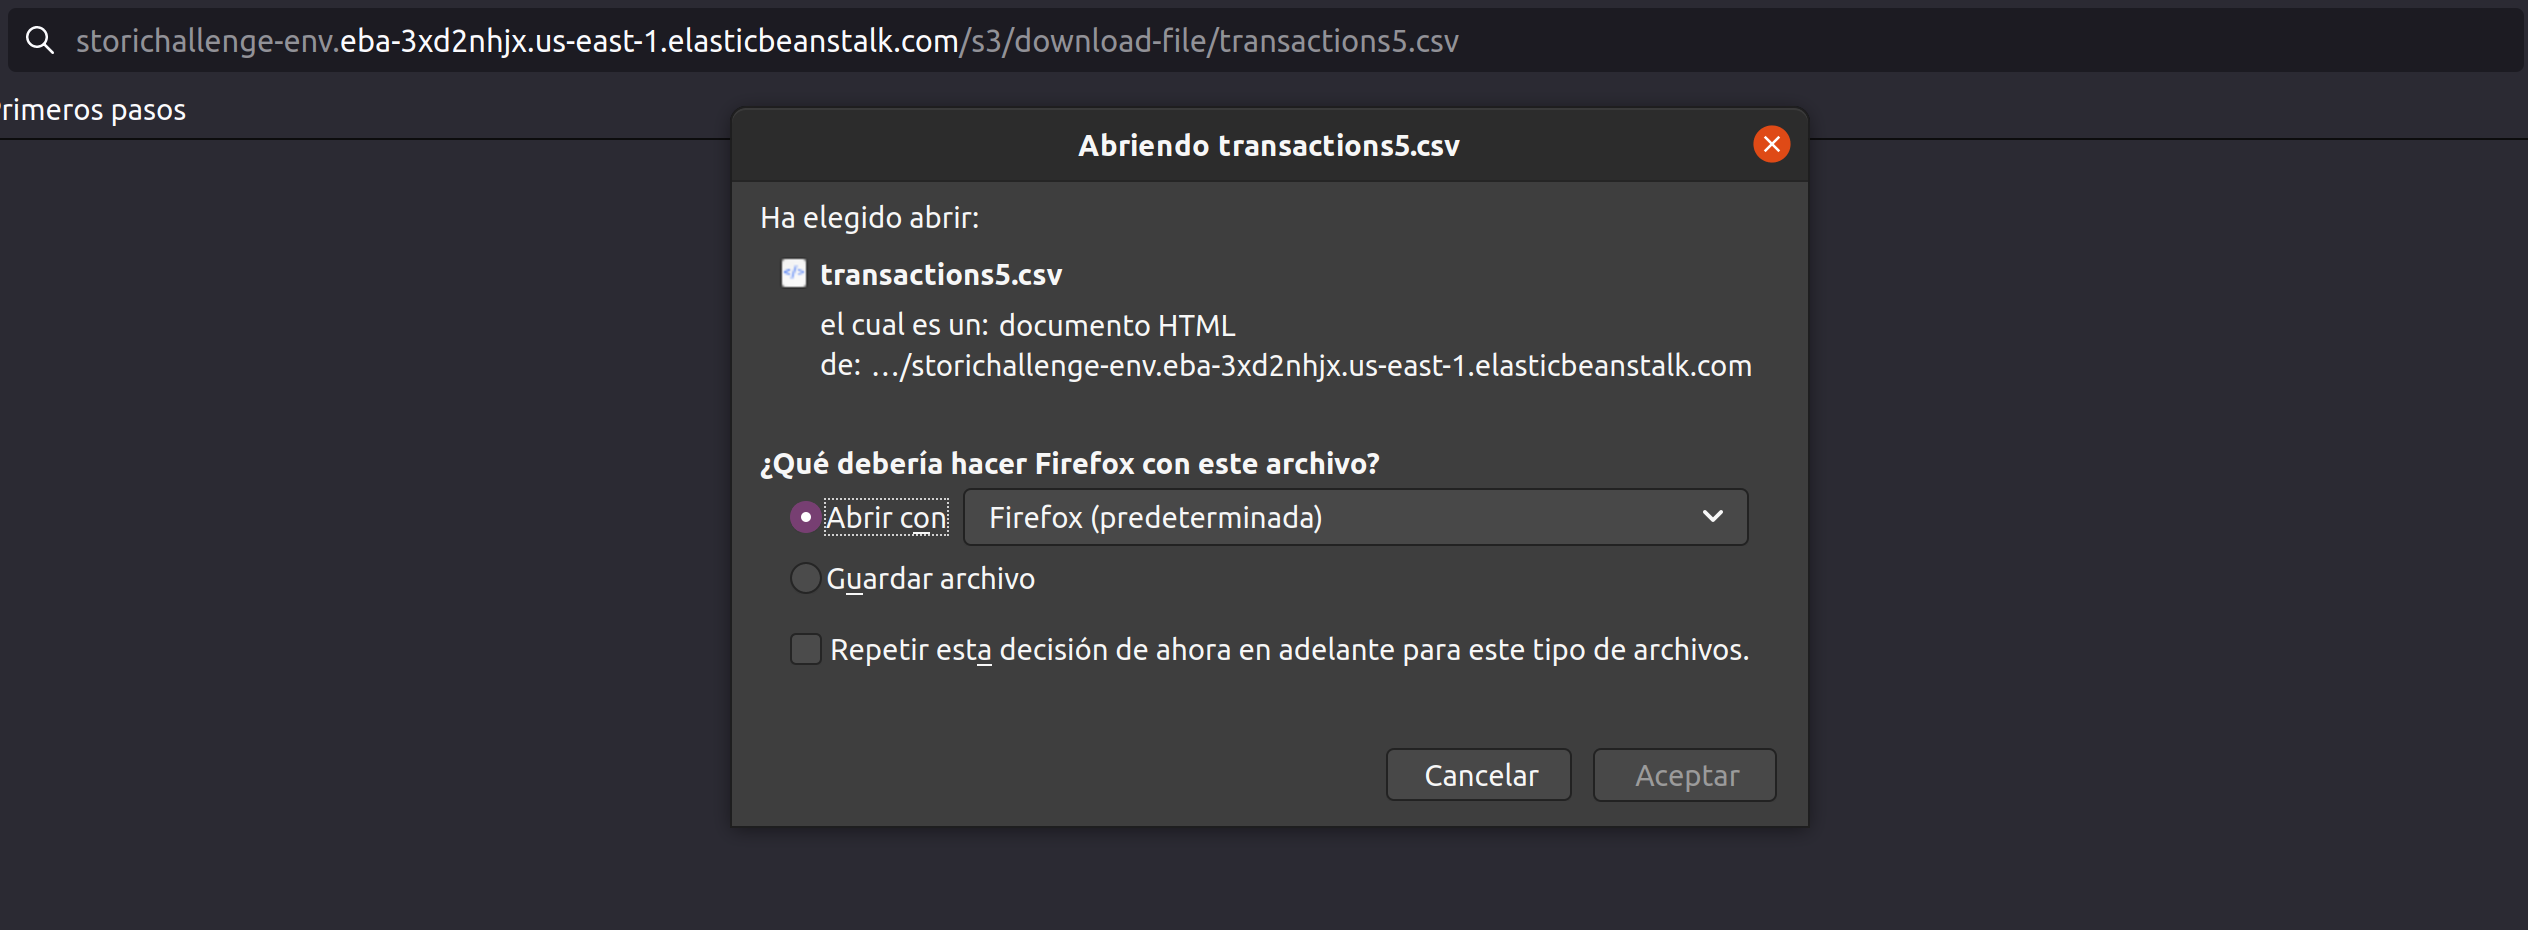 storichallenge-env.eba-3xd2nhjx.us-east-1.elasticbeanstalk.com/s3/download-file/transactions5.csv
rimeros pasos
Abriendo transactions5.csv
Ha elegido abrir:
transactions5.csv
el cual es un: documento HTML
de: …/storichallenge-env.eba-3xd2nhjx.us-east-1.elasticbeanstalk.com
¿Qué debería hacer Firefox con este archivo?
Abrir con Firefox (predeterminada)
Guardar archivo
Repetir esta decisión de ahora en adelante para este tipo de archivos.
Cancelar Aceptar